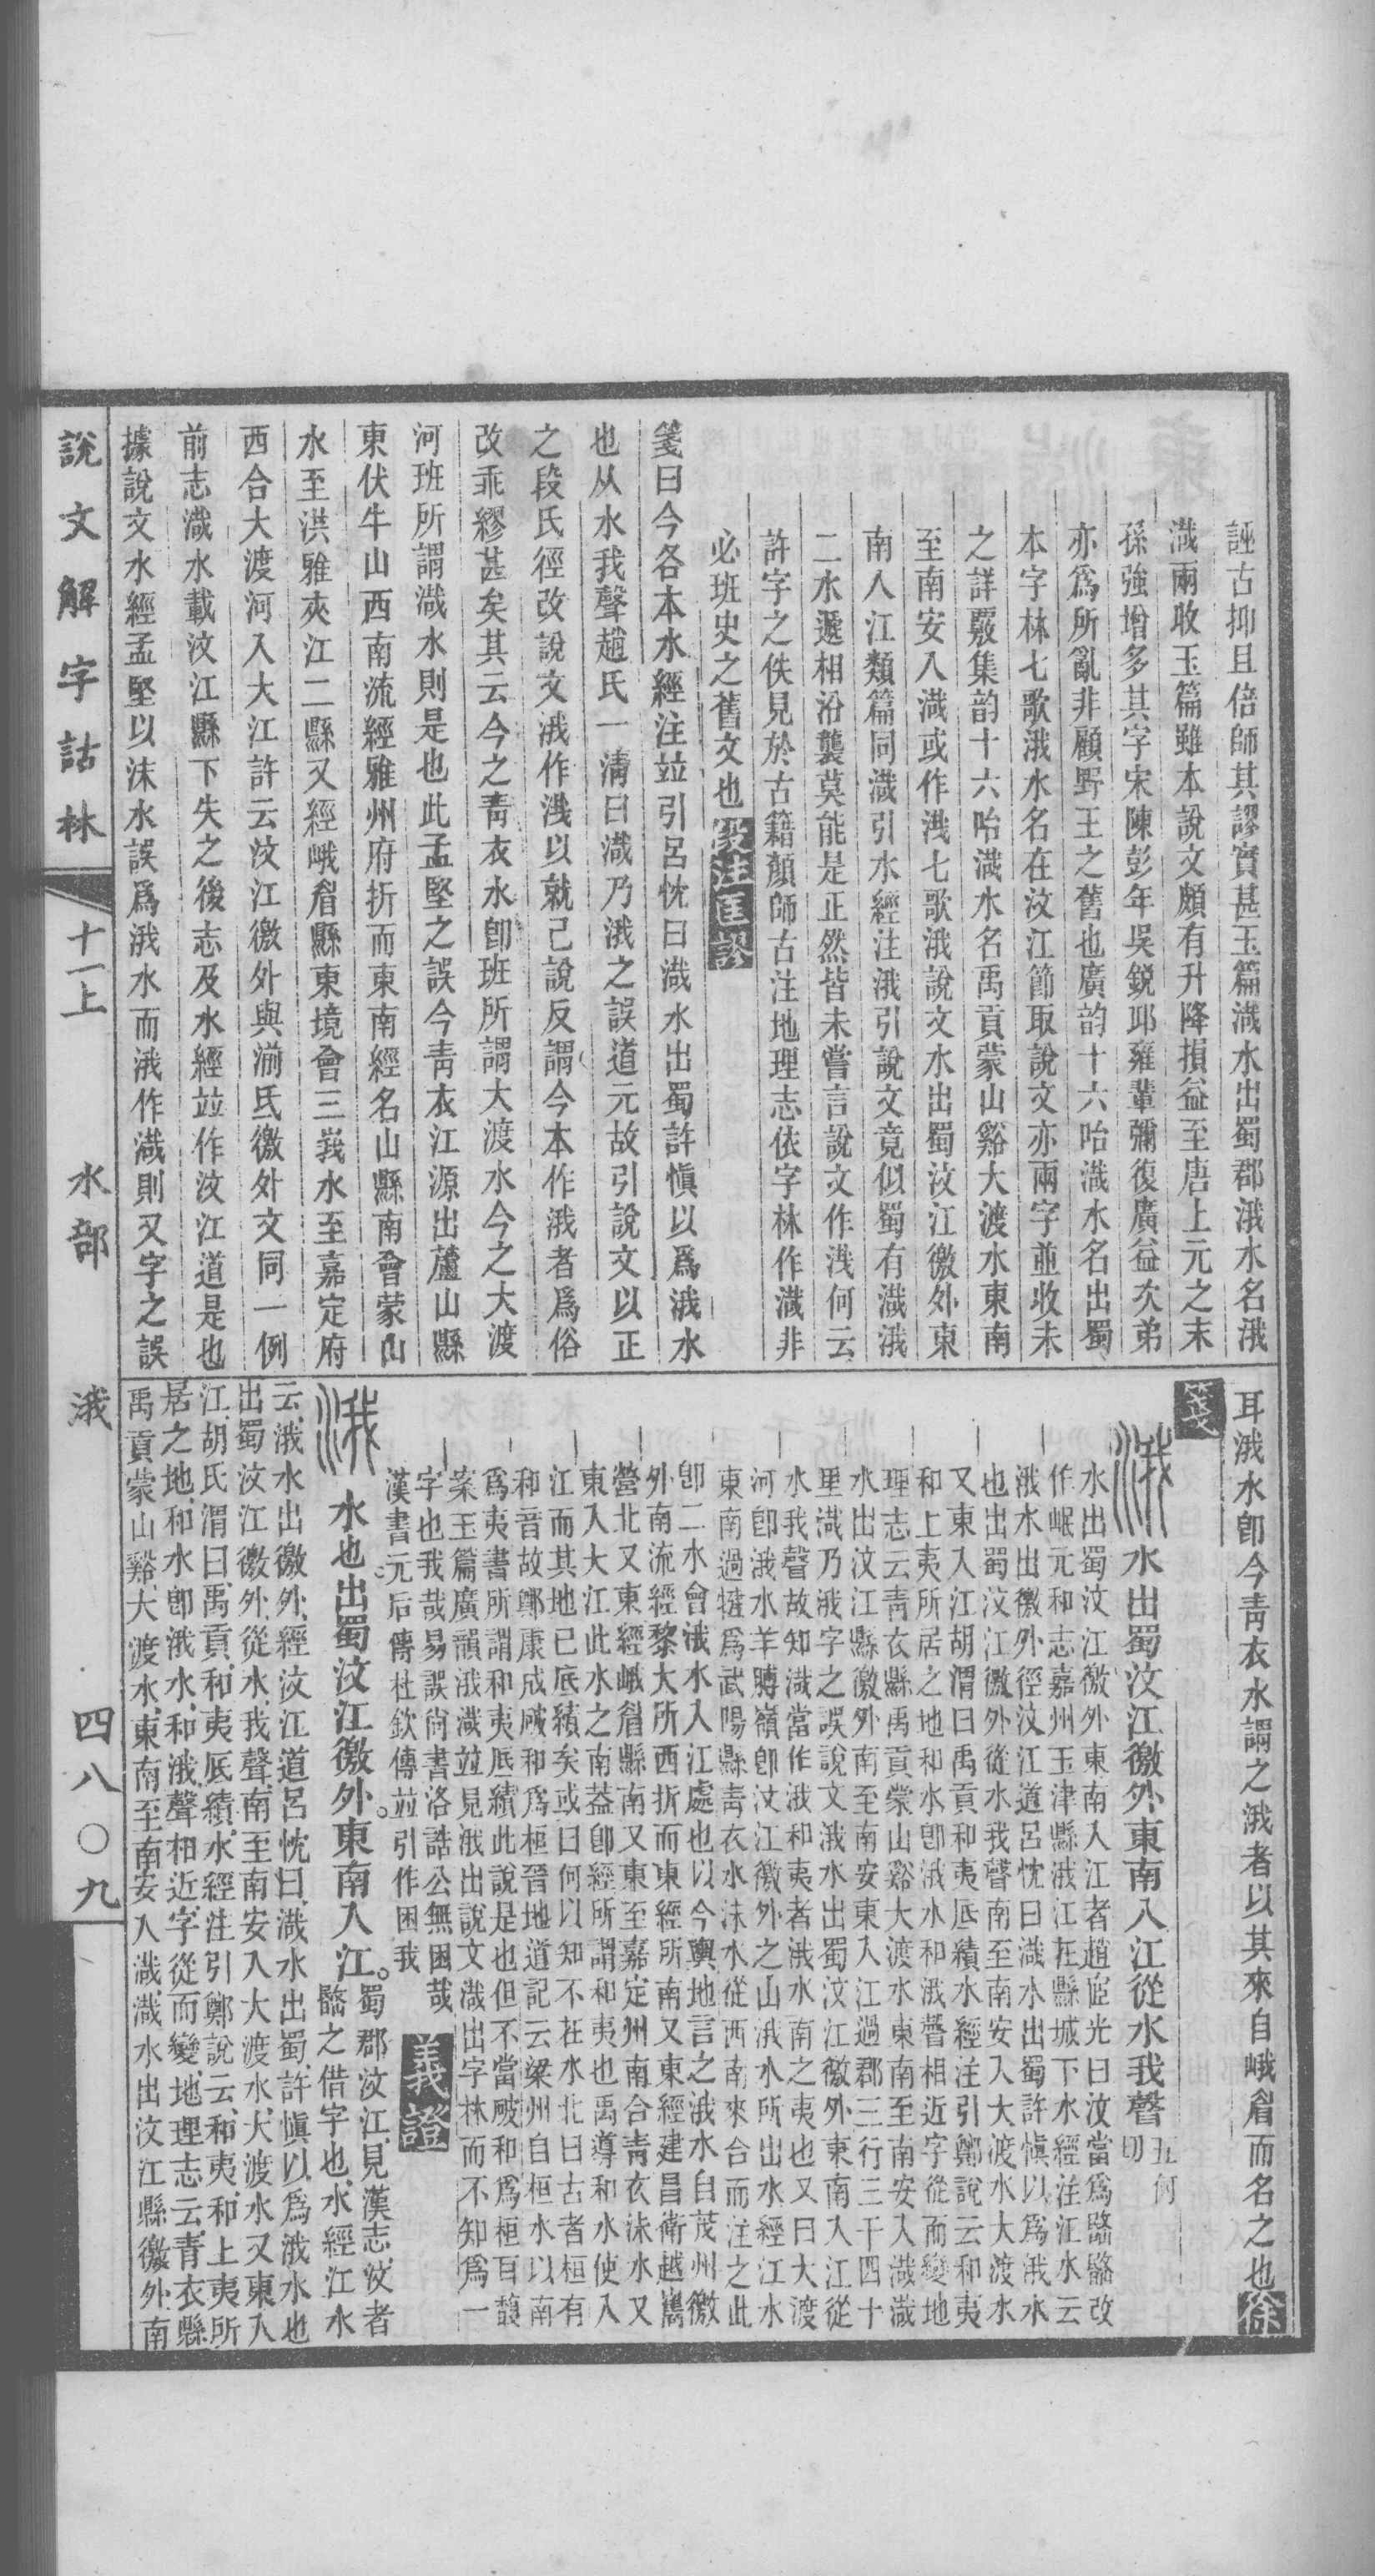 誣古抑且倍師其謬實甚玉篇渽水出蜀郡涐水名涐
渽兩收玉篇雖本說文頗有升降損益至唐上元之末
孫強增多其字宋陳彭年吳銳邱雍輩彌復廣益次弟
亦爲所亂非顧野王之舊也廣韵十六咍渽水名出蜀
本字林七歌涐水名在汶江節取說文亦兩字並收未
之詳覈集韵十六咍渽水名禹貢蒙山谿大渡水東南
至南安入渽或作浅七歌涐說文水出蜀汶江徼外東
南入江類篇同渽引水經注涐引說文竟似蜀有渽涐
二水遞相沿襲莫能是正然皆未嘗言說文作浅何云
許字之佚見於古籍顏師古注地理志依字林作渽非
必班史之舊文也段注匡謬
箋曰今各本水經注竝引呂忱曰渽水出蜀許愼以爲涐水
也从水我聲趙氏一清曰渽乃涐之誤道元故引說文以正
之段氏徑改說文涐作浅以就己說反謂今本作涐者爲俗
改乖繆甚矣其云今之青衣水卽班所謂大渡水今之大渡
河班所謂渽水則是也此孟堅之誤今青衣江源出蘆山縣
東伏牛山西南流經雅州府折而東南經名山縣南會蒙山
水至洪雅夾江二縣又經峨眉縣東境會三峩水至嘉定府
西合大渡河入大江許云汶江徼外與湔氐徼外文同一例
前志渽水載汶江縣下失之後志及水經竝作汶江道是也
據說文水經孟堅以沫水誤爲涐水而涐作渽則又字之誤
耳涐水卽今青衣水謂之涐者以其來自峨眉而名之也徐
箋
涐水出蜀汶江徼外東南入江從水我聲五何切
水出蜀汶江徼外東南入江者趙宧光曰汶當爲𨻐𨻐改
作岷元和志嘉州玉津縣涐江在縣城下水經注江水云
涐水出徼外徑汶江道呂忱曰渽水出蜀許愼以爲涐水
也出蜀汶江徼外從水我聲南至南安入大渡水大渡水
又東入江胡渭曰禹貢和夷厎績水經注引鄭說云和夷
和上夷所居之地和水卽涐水和涐聲相近字從而變地
理志云青衣縣禹貢蒙山谿大渡水東南至南安入渽渽
水出汶江縣徼外南至南安東入江過郡三行三千四十
里渽乃涐字之誤說文涐水出蜀汶江徼外東南入江從
水我聲故知渽當作涐和夷者涐水南之夷也又曰大渡
河卽涐水羊膊嶺卽汶江徼外之山涐水所出水經江水
東南過犍爲武陽縣青衣水沫水從西南來合而注之此
卽二水會涐水入江處也以今輿地言之涐水自茂州徼
外南流經黎大所西折而東經所南又東經建昌衛越嶲
營北又東經峨眉縣南又東至嘉定州南合青衣沫水又
東入大江此水之南葢卽經所謂和夷也禹導和水使入
江而其地已厎績矣或曰何以知不在水北曰古者桓有
和音故鄭康成破和爲桓晉地道記云梁州自桓水以南
爲夷書所謂和夷厎績此說是也但不當破和爲桓耳馥
案玉篇廣韻涐渽竝見涐出說文渽出字林而不知爲一
字也我哉易誤尙書洛誥公無困哉
漢書元后傳杜欽傳竝引作困我義證
涐水也出蜀汶江徼外。東南入江。蜀郡汶江、見漢志、汶者
𨻐之借字也、水經江水
云、涐水出徼外、經汶江道、呂忱曰、渽水出蜀、許愼以爲涐水也
出蜀汶江徼外、從水、我聲、南至南安入大渡水、大渡水又東入
江、胡氏渭曰、禹貢、和夷厎績、水經注引鄭說云、和夷、和上夷所
居之地、和水卽涐水、和涐聲相近、字從而變、地理志云、青衣縣
禹貢蒙山谿、大渡水、東南至南安入渽、渽水出汶江縣徼外南
說文解字詁林 十一上 水部 涐 四八〇九